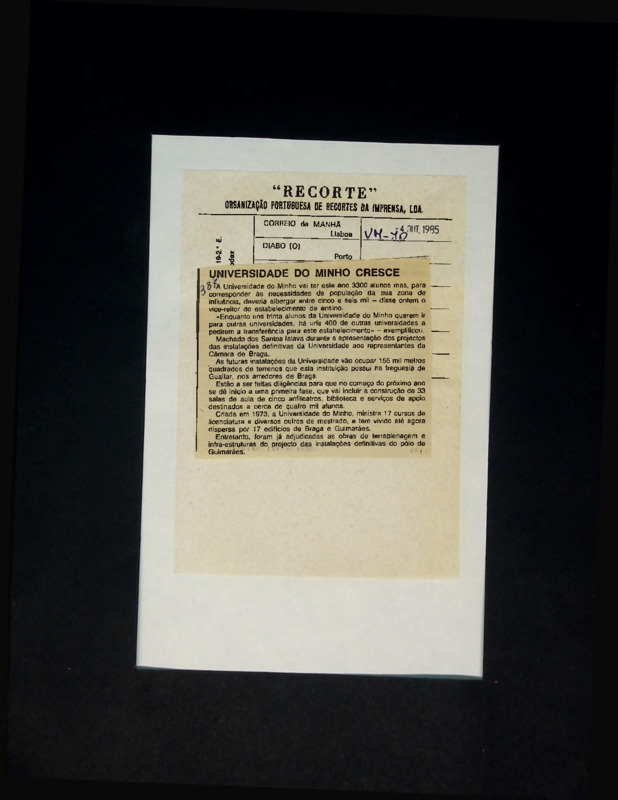 "RECORTE"
ORGANIZAÇÃO PORTUGUESA DE RECORTES DA IMPRENSA, LDA.
CORREIO da MANHÃ
Lisboa
OUT. 1985
DIABO (O)
Porto
19-2.º E.
UNIVERSIDADE DO MINHO CRESCE
A Universidade do Minho vai ter este ano 3300 alunos mas, para
corresponder às necessidades da população da sua zona de
influência, deveria albergar entre cinco e seis mil – disse ontem o
vice-reitor do estabelecimento de ensino.
«Enquanto uns trinta alunos da Universidade do Minho querem ir
para outras universidades, há uns 400 de outras universidades a
pedirem a transferência para este estabelecimento» – exemplificou.
Machado dos Santos falava durante a apresentação dos projectos
das instalações definitivas da Universidade aos representantes da
Câmara de Braga.
As futuras instalações da Universidade vão ocupar 156 mil metros
quadrados de terrenos que esta instituição possui na freguesia de
Gualtar, nos arredores de Braga
Estão a ser feitas diligências para que no começo do próximo ano
se dê início a uma primeira fase, que vai incluir a construção de 33
salas de aula de cinco anfiteatros, biblioteca e serviços de apoio
destinados a cerca de quatro mil alunos.
Criada em 1973, a Universidade do Minho, ministra 17 cursos de
licenciatura e diversos outros de mestrado, e tem vivido até agora
dispersa por 17 edifícios de Braga e Guimarães.
Entretanto, foram já adjudicadas as obras de terraplenagem e
infra-estruturas do projecto das instalações definitivas do pólo de
Guimarães.